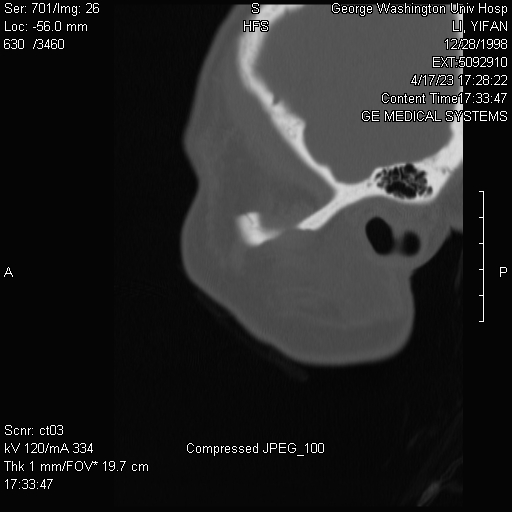 Ser: 701/Img: 26
Loc: -56.0 mm
630 /3460
S
HFS
George Washington Univ Hosp
LI, YIFAN
12/28/1998
EXT:5092910
4/17/23 17:28:22
Content Time17:33:47
GE MEDICAL SYSTEMS
A
P
Scnr: ct03
kV 120/mA 334
Thk 1 mm/FOV* 19.7 cm
17:33:47
Compressed JPEG_100